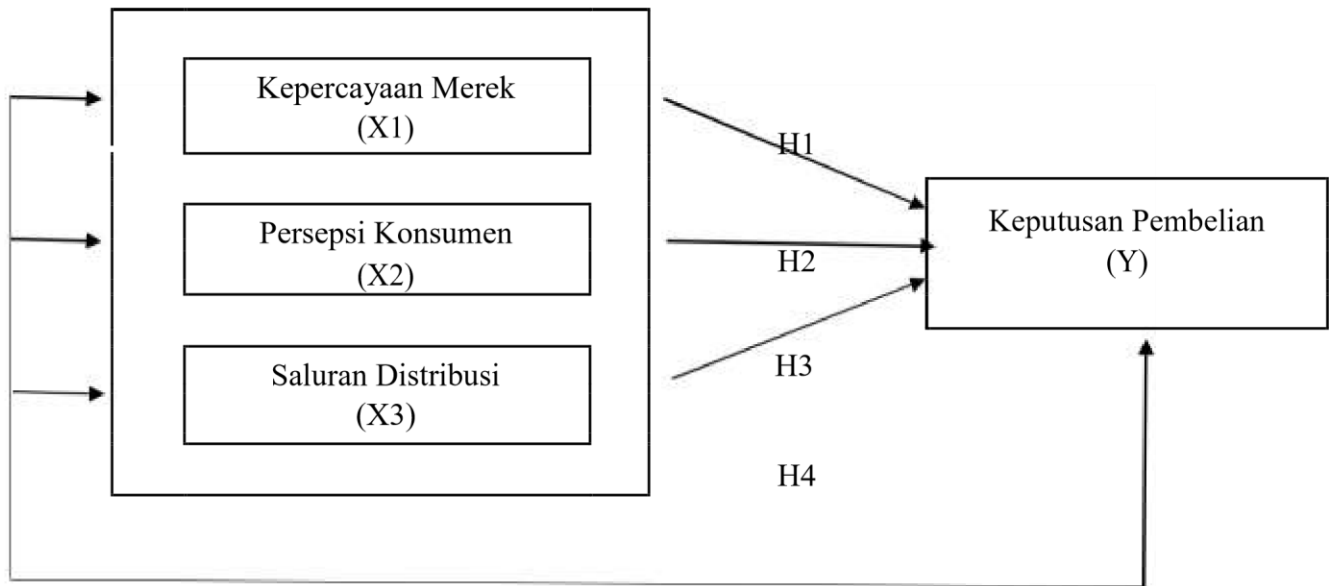 Kepercayaan Merek
(X1)
H1
Persepsi Konsumen
(X2)
H2
Keputusan Pembelian
(Y)
Saluran Distribusi
(X3)
H3
H4